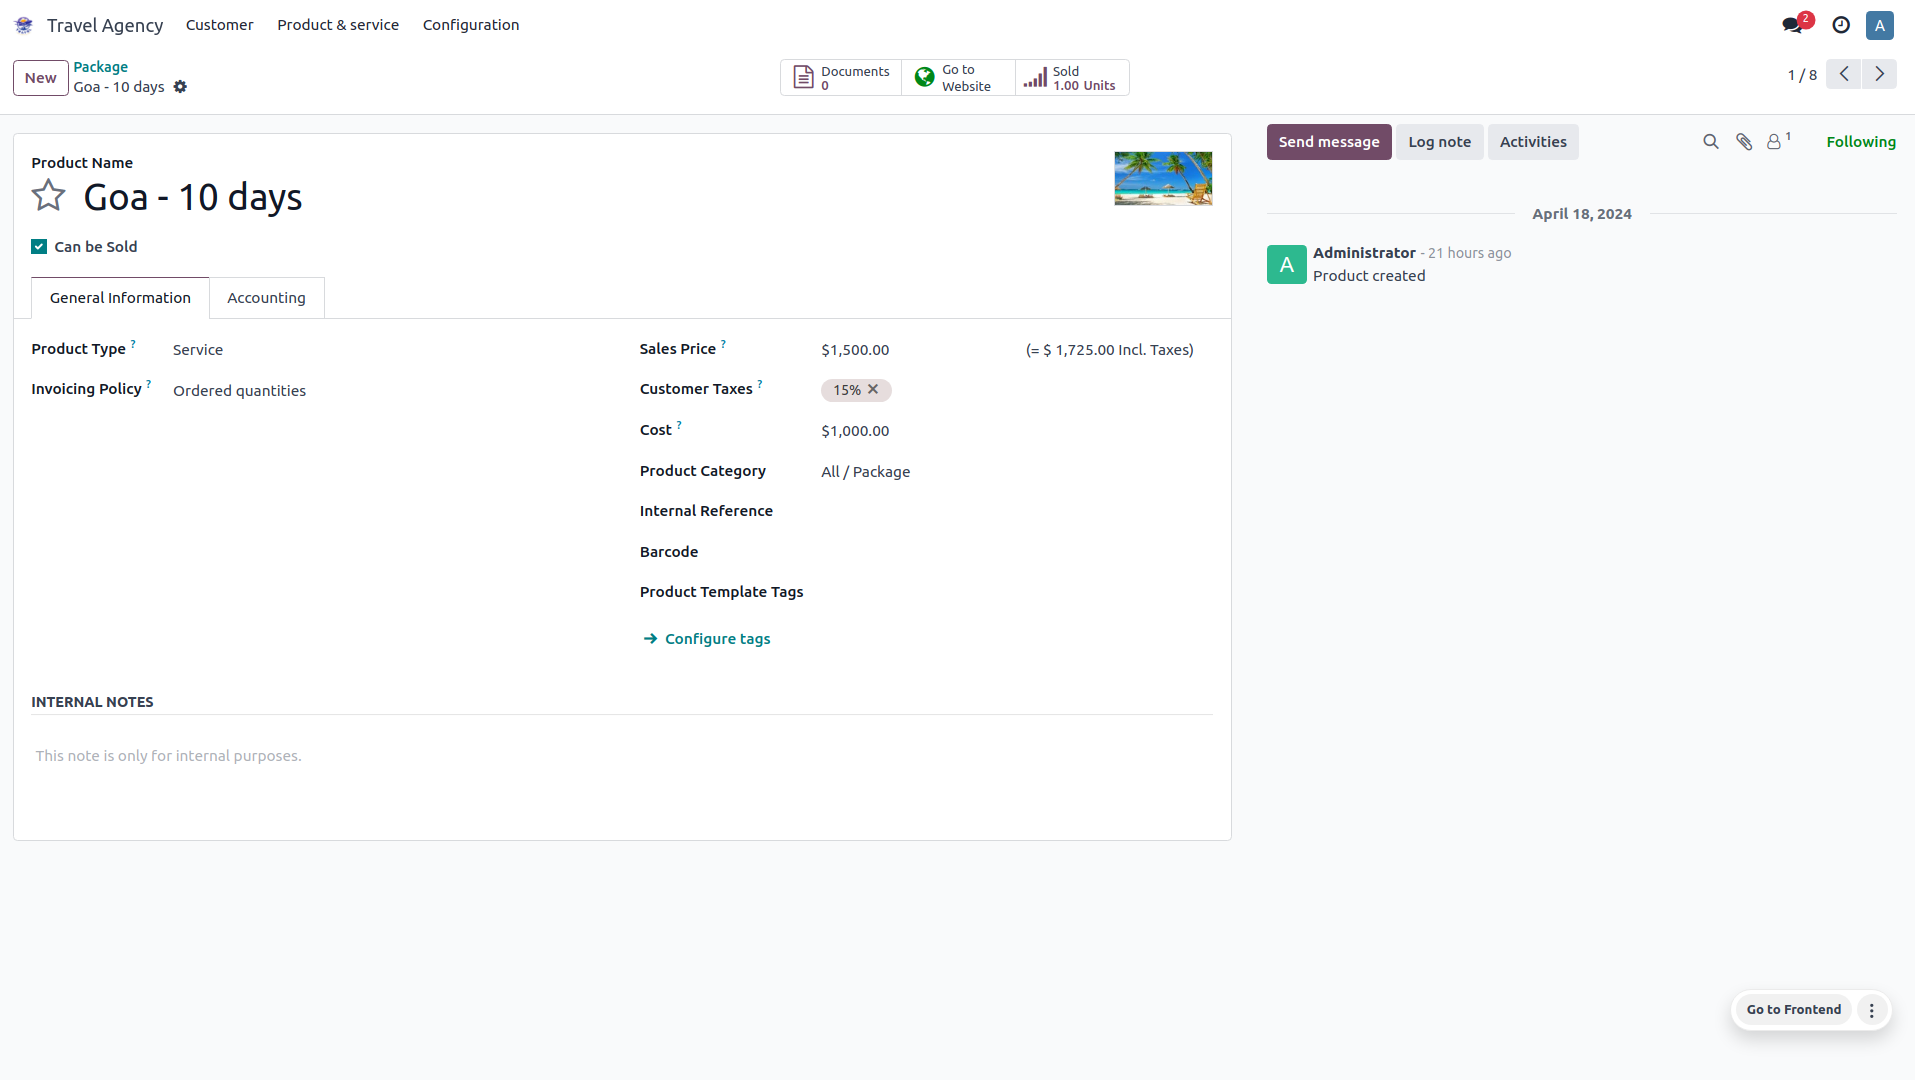 Travel Agency Customer Product & service Configuration 2 A
New Package
Goa - 10 days
Documents 0
Go to Website
Sold 1.00 Units
1 / 8
Product Name
Goa - 10 days
Can be Sold
General Information Accounting
Product Type ? Service
Invoicing Policy ? Ordered quantities
Sales Price ? $1,500.00 (= $ 1,725.00 Incl. Taxes)
Customer Taxes ? 15% ✕
Cost ? $1,000.00
Product Category All / Package
Internal Reference
Barcode
Product Template Tags
→ Configure tags
INTERNAL NOTES
This note is only for internal purposes.
Send message Log note Activities 1 Following
April 18, 2024
A Administrator - 21 hours ago
Product created
Go to Frontend